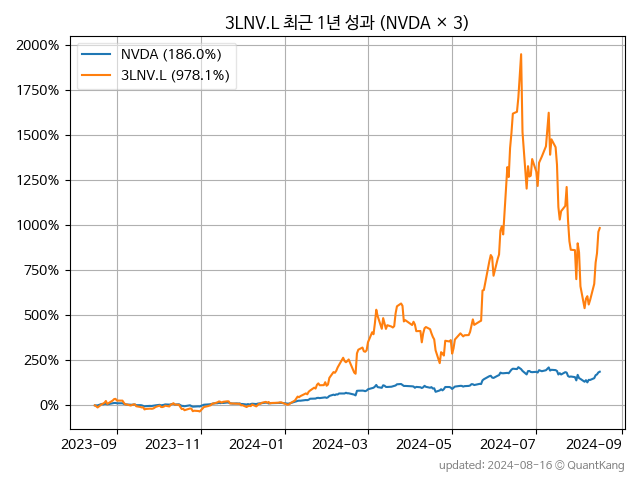 3LNV.L 최근 1년 성과 (NVDA × 3)
NVDA (186.0%)
3LNV.L (978.1%)
2000%
1750%
1500%
1250%
1000%
750%
500%
250%
0%
2023-09 2023-11 2024-01 2024-03 2024-05 2024-07 2024-09
updated: 2024-08-16 © QuantKang